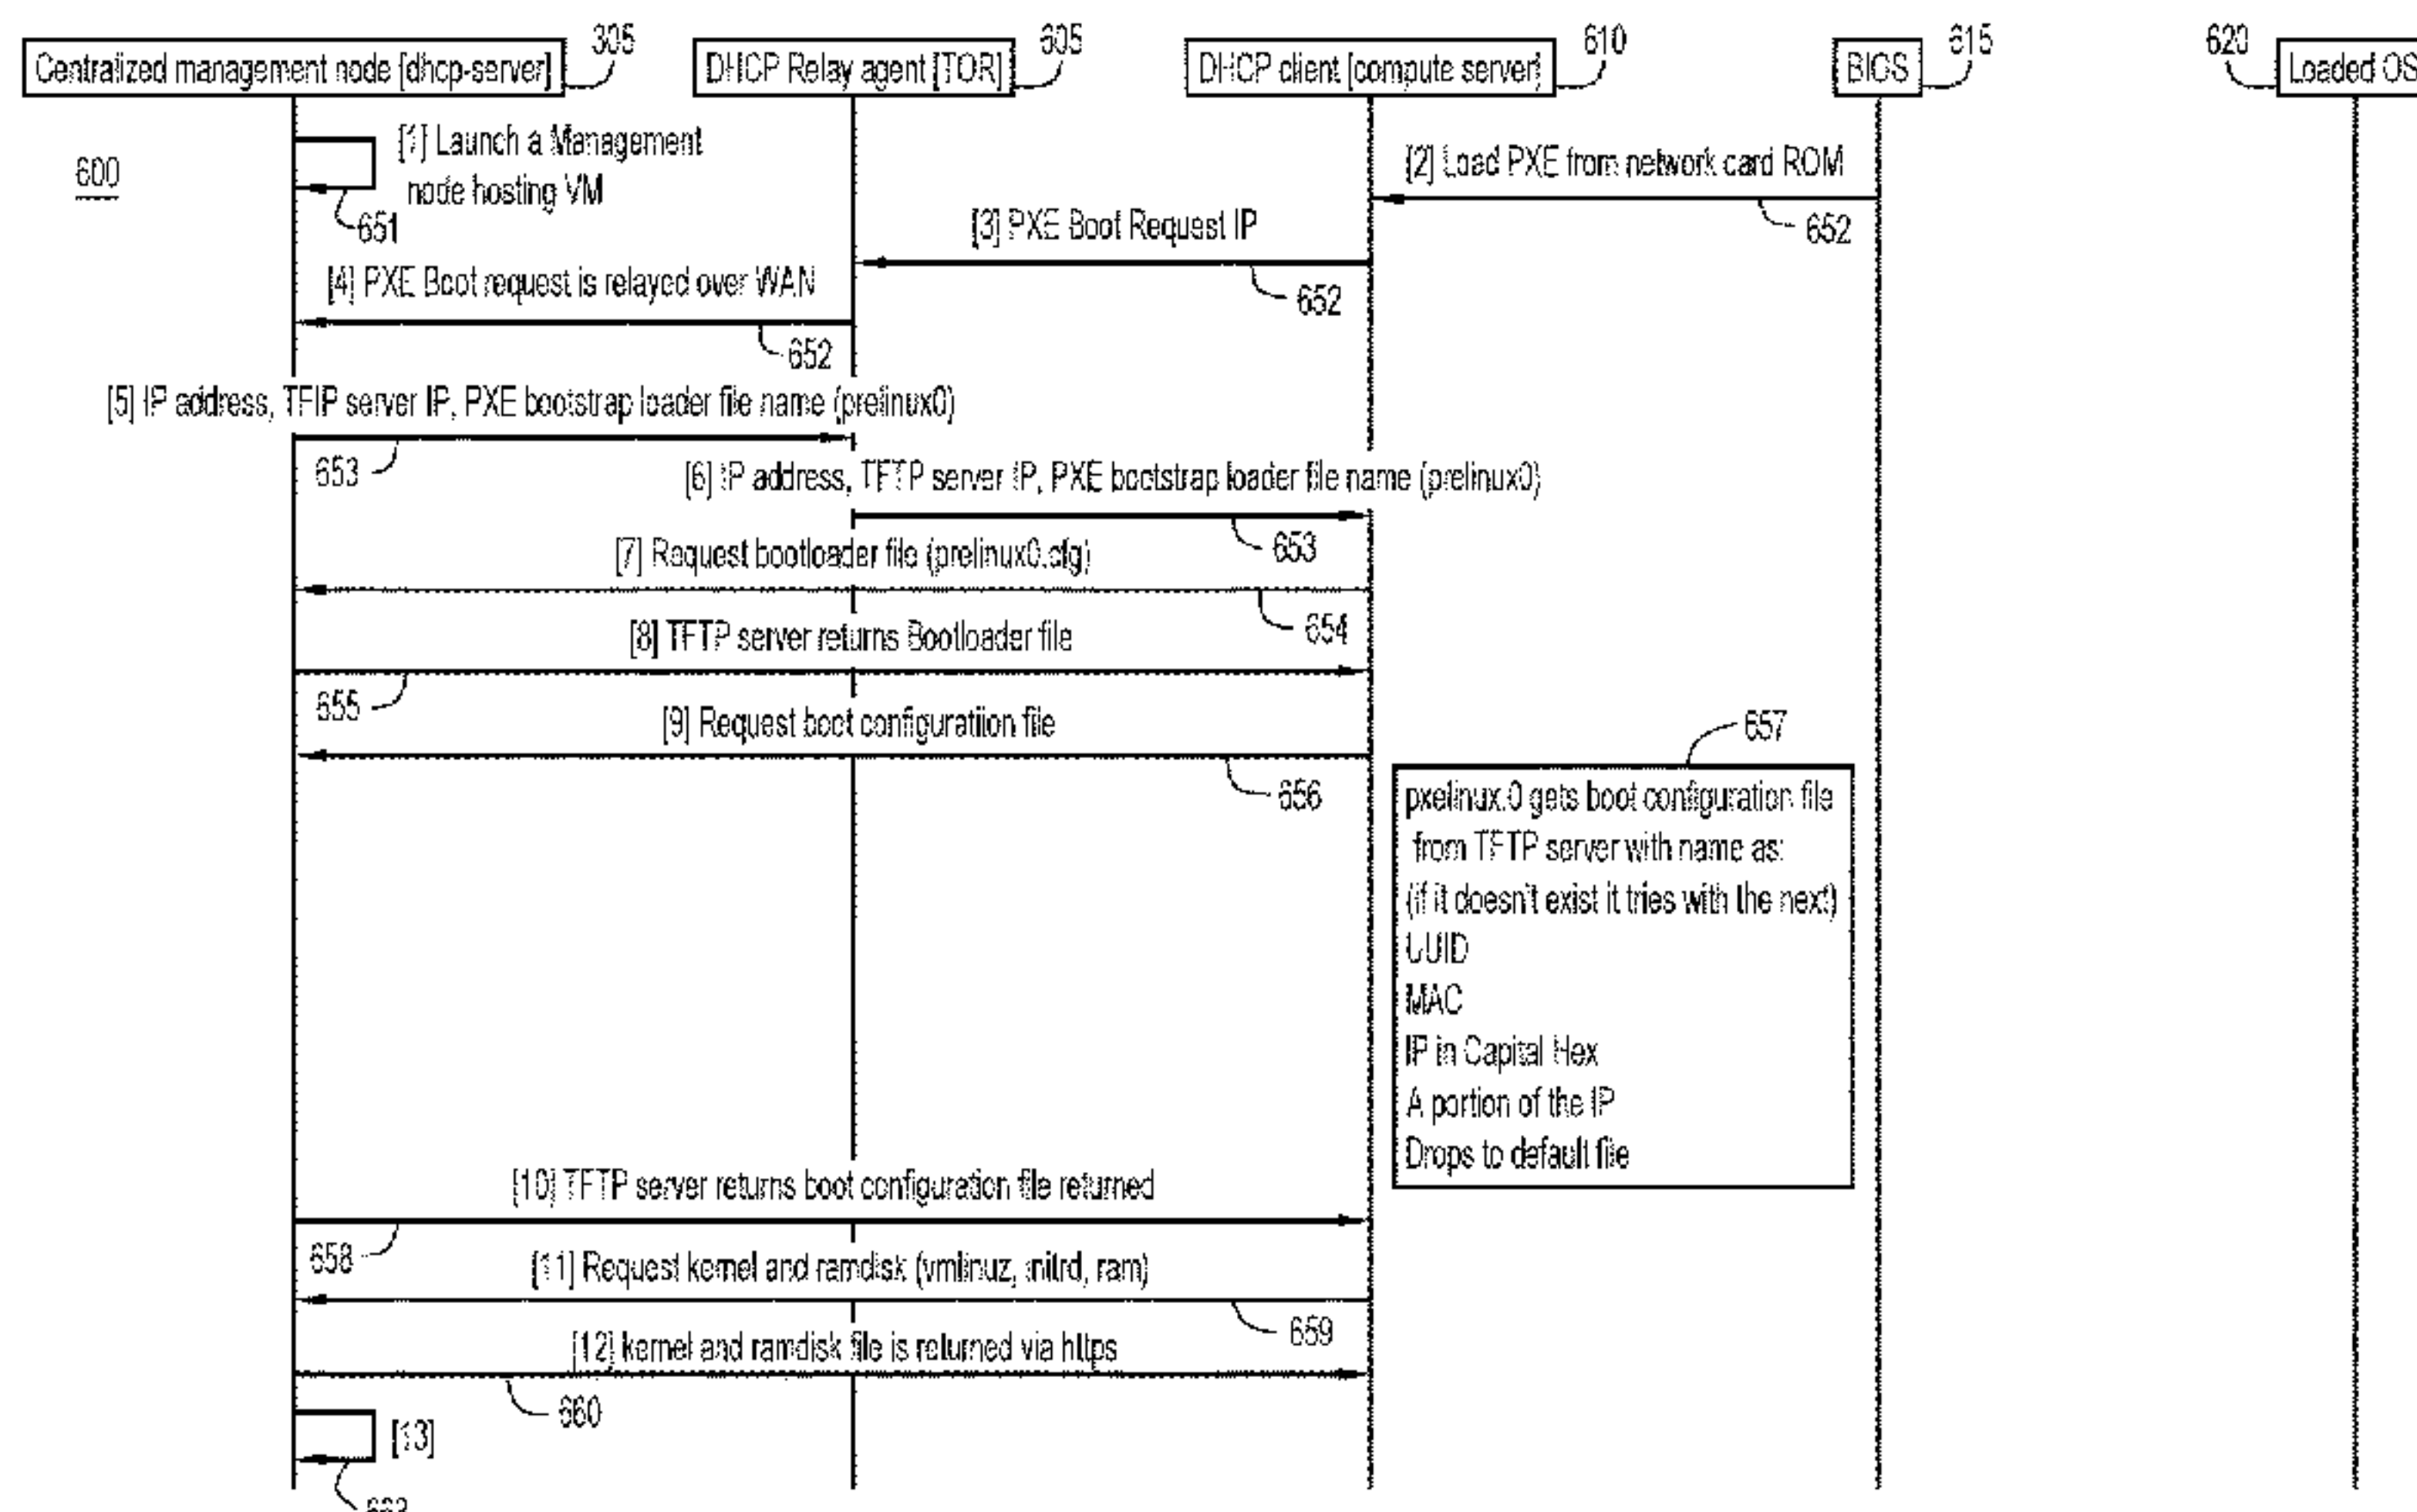 Centralized management node [dhcp-server]
305
DHCP Relay agent [TOR]
605
DHCP client [compute server]
610
BIOS
615
620
Loaded OS
600
[1] Launch a Management
node hosting VM
651
[2] Load PXE from network card ROM
652
[3] PXE Boot Request IP
652
[4] PXE Boot request is relayed over WAN
652
[5] IP address, TFIP server IP, PXE bootstrap loader file name (prelinux0)
653
[6] IP address, TFTP server IP, PXE bootstrap loader file name (prelinux0)
653
[7] Request bootloader file (prelinux0.cfg)
654
[8] TFTP server returns Bootloader file
655
[9] Request boot configuratiion file
656
657
pxelinux.0 gets boot configuration file
from TFTP server with name as:
(if it doesn't exist it tries with the next)
UUID
MAC
IP in Capital Hex
A portion of the IP
Drops to default file
[10] TFTP server returns boot configuration file returned
658
[11] Request kernel and ramdisk (vmlinuz, initrd, ram)
659
[12] kernel and ramdisk file is returned via https
660
[13]